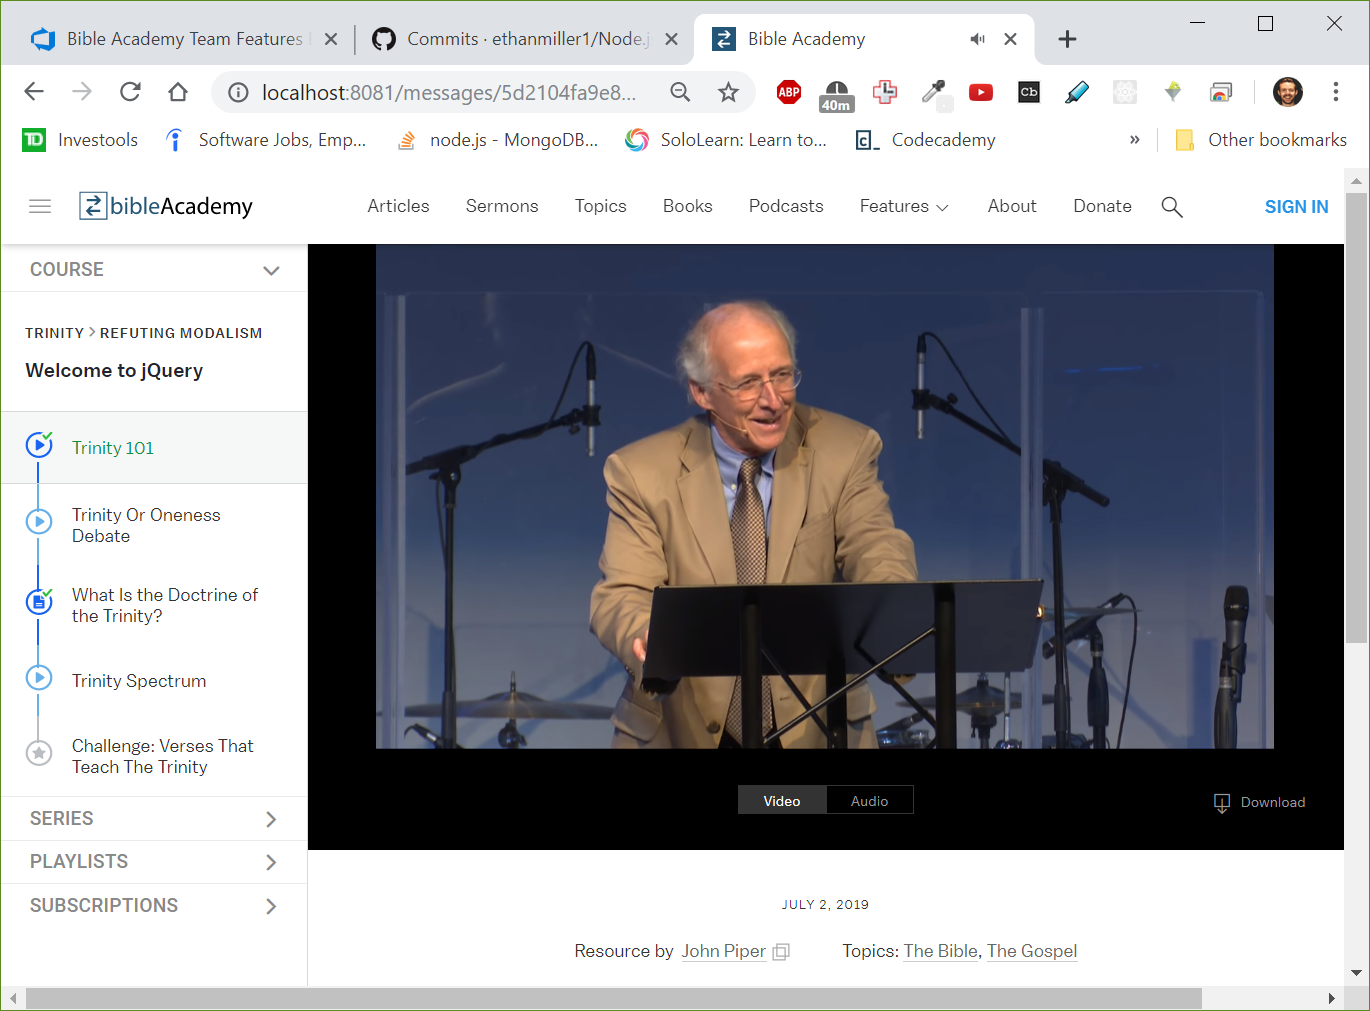 Bible Academy Team Features
Commits · ethanmiller1/Node.j
Bible Academy
localhost:8081/messages/5d2104fa9e8...
ABP
40m
Cb
TD Investools
Software Jobs, Emp...
node.js - MongoDB...
SoloLearn: Learn to...
c_ Codecademy
»
Other bookmarks
bibleAcademy
Articles
Sermons
Topics
Books
Podcasts
Features
About
Donate
SIGN IN
COURSE
TRINITY > REFUTING MODALISM
Welcome to jQuery
Trinity 101
Trinity Or Oneness
Debate
What Is the Doctrine of
the Trinity?
Trinity Spectrum
Challenge: Verses That
Teach The Trinity
SERIES
PLAYLISTS
SUBSCRIPTIONS
Video
Audio
Download
JULY 2, 2019
Resource by John Piper
Topics: The Bible, The Gospel